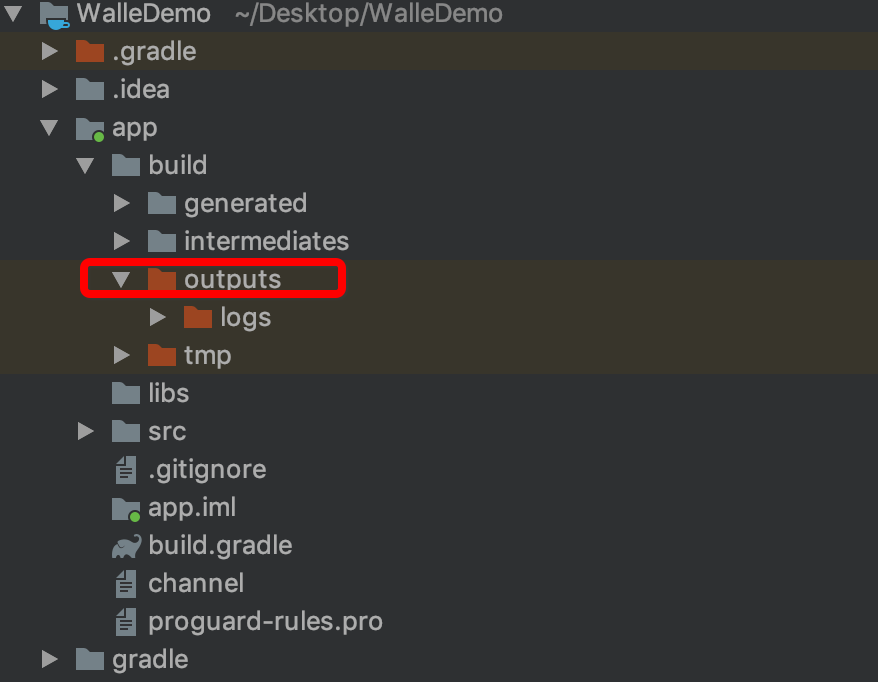 WalleDemo ~/Desktop/WalleDemo
.gradle
.idea
app
build
generated
intermediates
outputs
logs
tmp
libs
src
.gitignore
app.iml
build.gradle
channel
proguard-rules.pro
gradle